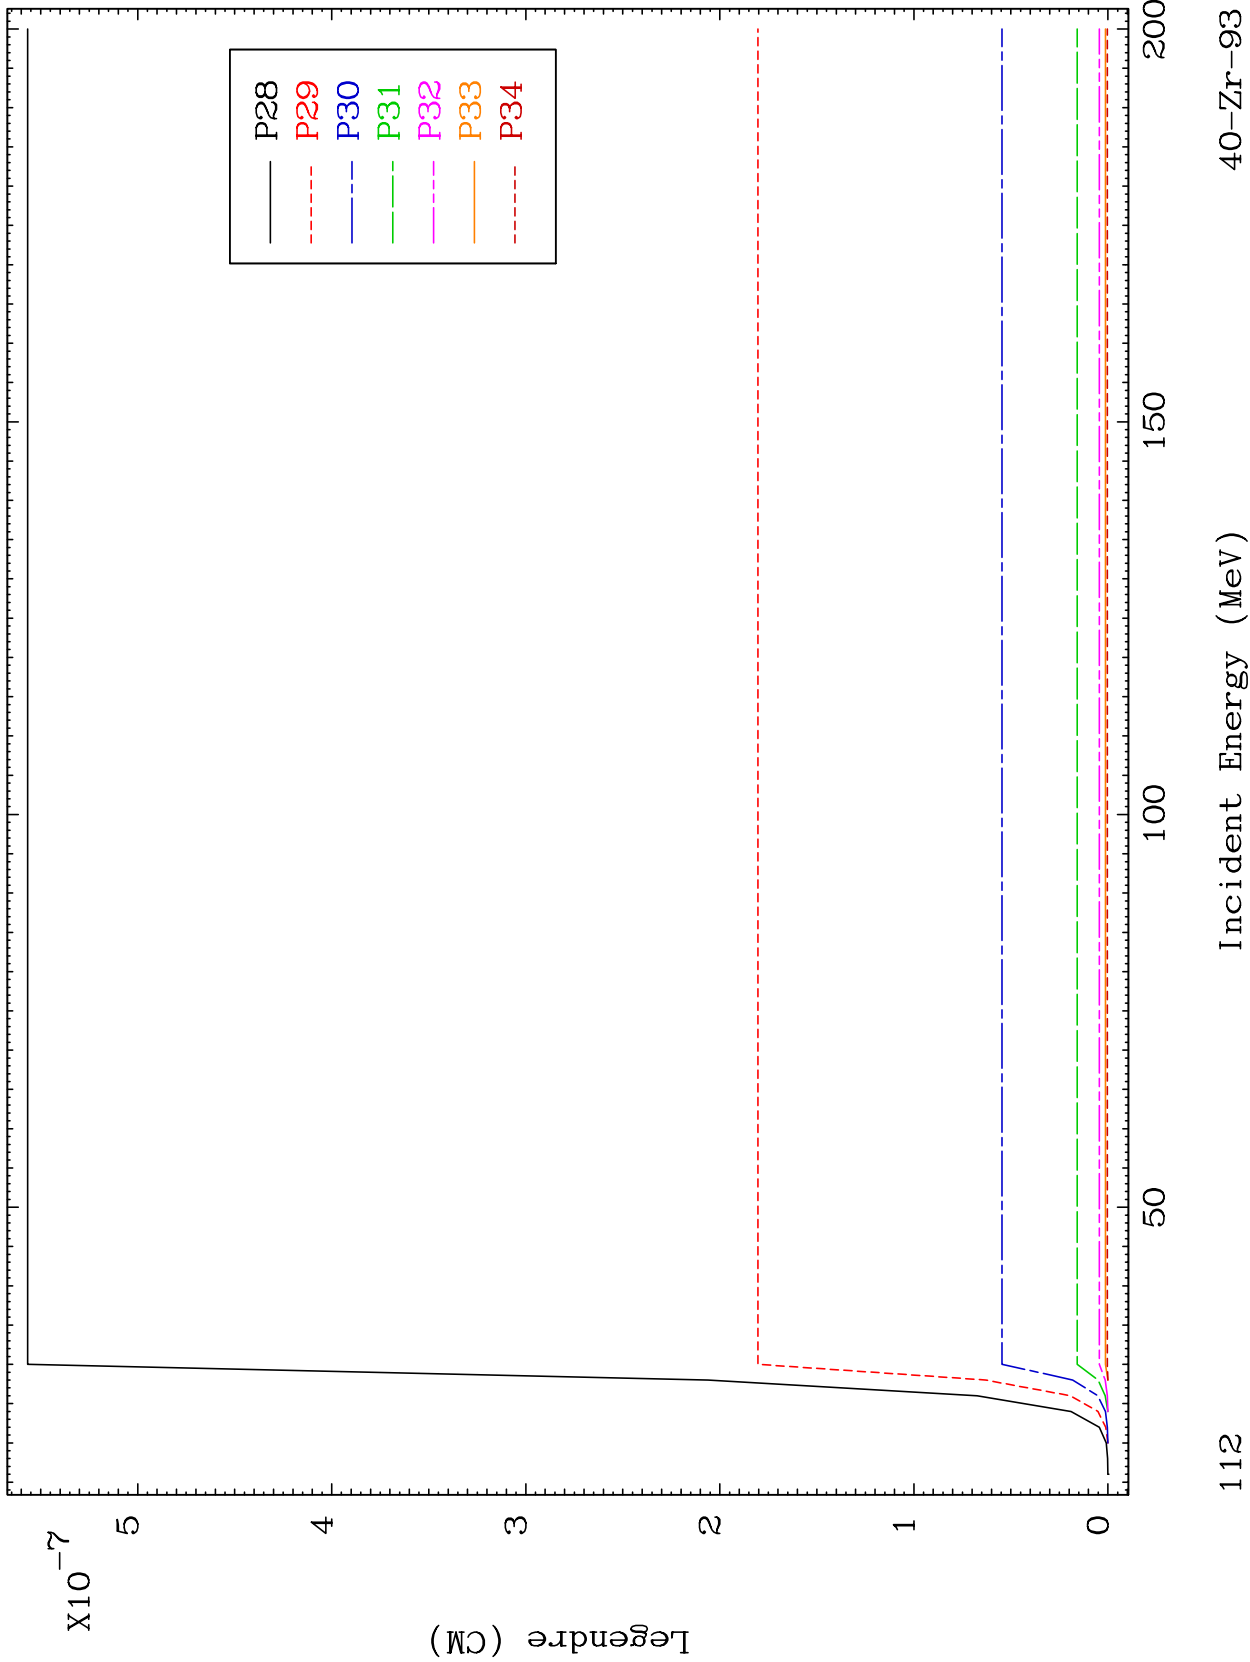 X10-7
5
4
3
2
1
0
Legendre (CM)
P28
P29
P30
P31
P32
P33
P34
50
100
150
200
Incident Energy (MeV)
112
40-Zr-93